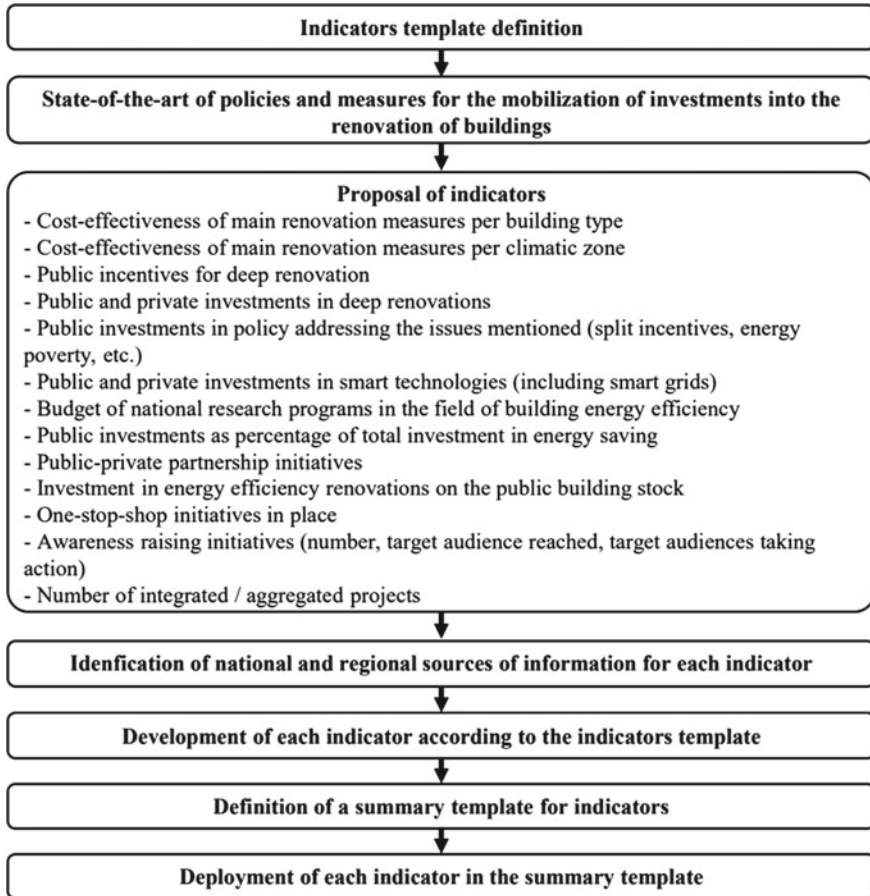 Indicators template definition
State-of-the-art of policies and measures for the mobilization of investments into the
renovation of buildings
Proposal of indicators
- Cost-effectiveness of main renovation measures per building type
- Cost-effectiveness of main renovation measures per climatic zone
- Public incentives for deep renovation
- Public and private investments in deep renovations
- Public investments in policy addressing the issues mentioned (split incentives, energy
poverty, etc.)
- Public and private investments in smart technologies (including smart grids)
- Budget of national research programs in the field of building energy efficiency
- Public investments as percentage of total investment in energy saving
- Public-private partnership initiatives
- Investment in energy efficiency renovations on the public building stock
- One-stop-shop initiatives in place
- Awareness raising initiatives (number, target audience reached, target audiences taking
action)
- Number of integrated / aggregated projects
Idenfication of national and regional sources of information for each indicator
Development of each indicator according to the indicators template
Definition of a summary template for indicators
Deployment of each indicator in the summary template